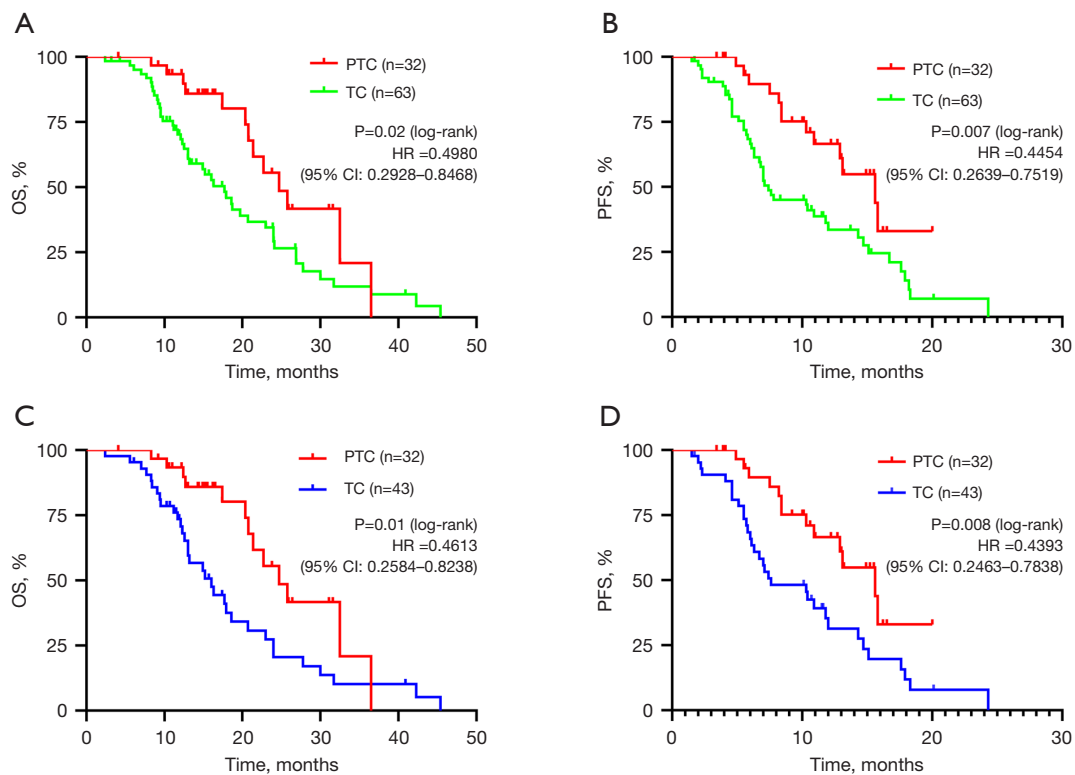 A
OS, %
100
75
50
25
0
PTC (n=32)
TC (n=63)
P=0.02 (log-rank)
HR =0.4980
(95% CI: 0.2928–0.8468)
0 10 20 30 40 50
Time, months
B
PFS, %
100
75
50
25
0
PTC (n=32)
TC (n=63)
P=0.007 (log-rank)
HR =0.4454
(95% CI: 0.2639–0.7519)
0 10 20 30
Time, months
C
OS, %
100
75
50
25
0
PTC (n=32)
TC (n=43)
P=0.01 (log-rank)
HR =0.4613
(95% CI: 0.2584–0.8238)
0 10 20 30 40 50
Time, months
D
PFS, %
100
75
50
25
0
PTC (n=32)
TC (n=43)
P=0.008 (log-rank)
HR =0.4393
(95% CI: 0.2463–0.7838)
0 10 20 30
Time, months